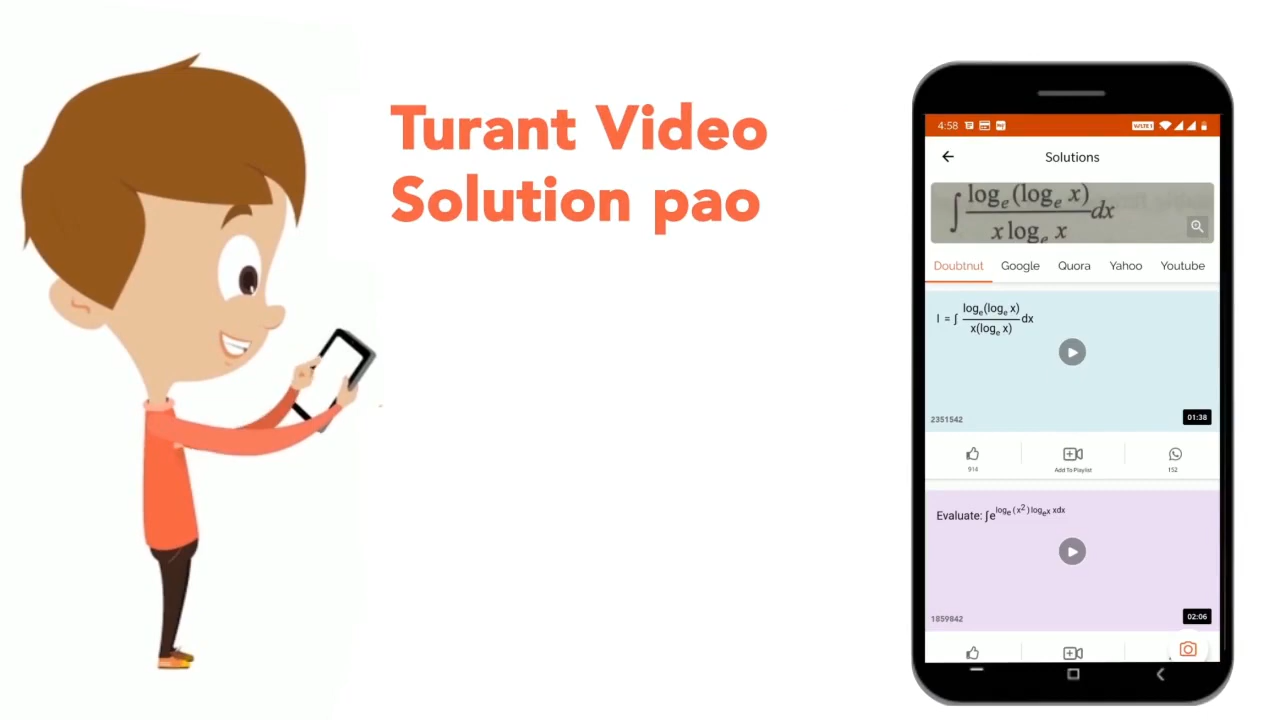 Turant Video
Solution pao
4:58
VoLTE1
Solutions
∫ logₑ(logₑ x) / x logₑ x dx
Doubtnut Google Quora Yahoo Youtube
I = ∫ logₑ(logₑ x) / x(logₑ x) dx
2351542 01:38
914 Add To Playlist 152
Evaluate: ∫e^logₑ(x²)logₑx xdx
1859842 02:06